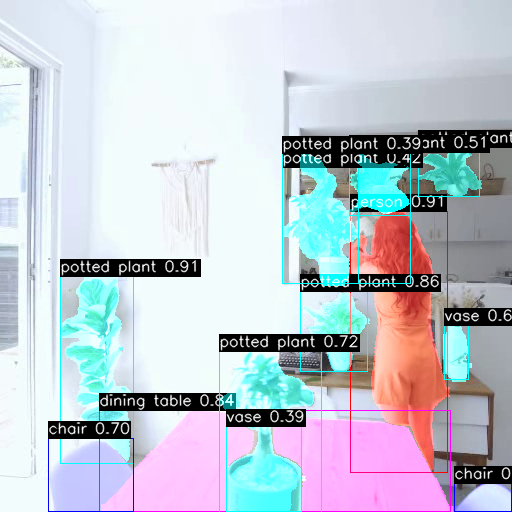 potted plant 0.39
ant 0.51
potted plant 0.42
person 0.91
potted plant 0.91
potted plant 0.86
vase 0.6
potted plant 0.72
dining table 0.84
vase 0.39
chair 0.70
chair 0